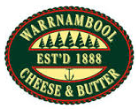 WARRNAMBOOL
EST'D 1888
CHEESE & BUTTER